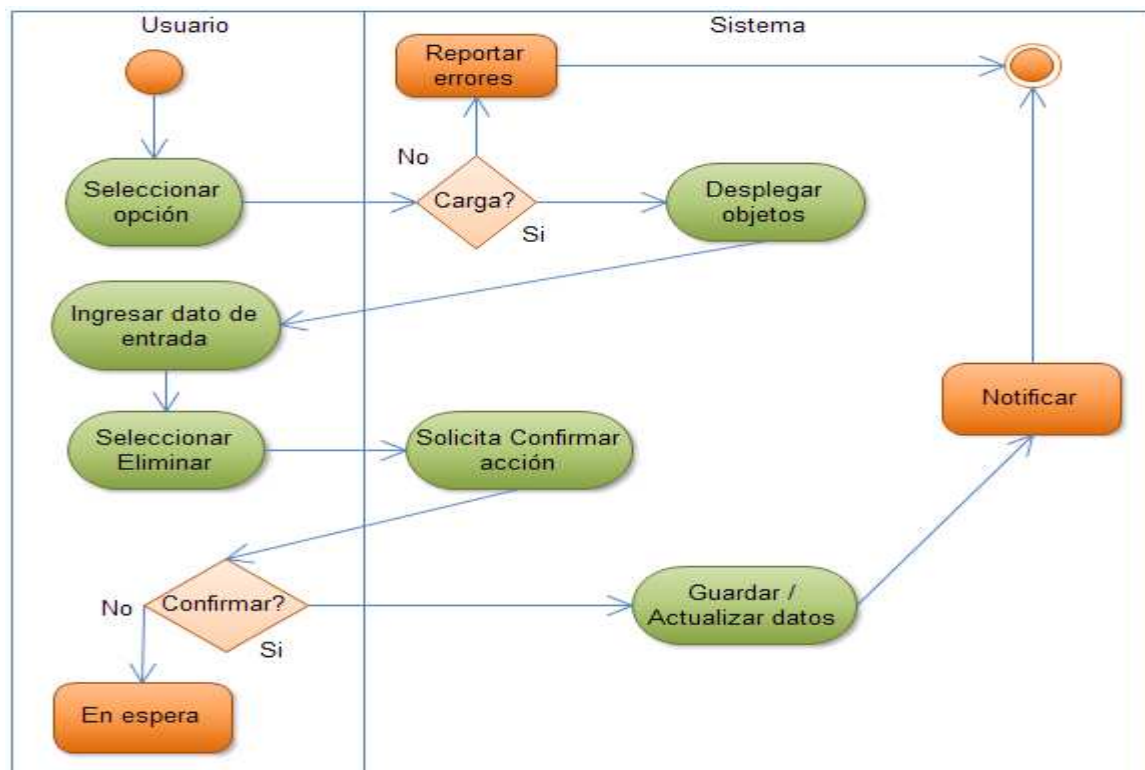 Usuario
Sistema
Reportar
errores
No
Seleccionar
opción
Carga?
Si
Desplegar
objetos
Ingresar dato de
entrada
Notificar
Seleccionar
Eliminar
Solicita Confirmar
acción
No
Confirmar?
Si
Guardar /
Actualizar datos
En espera